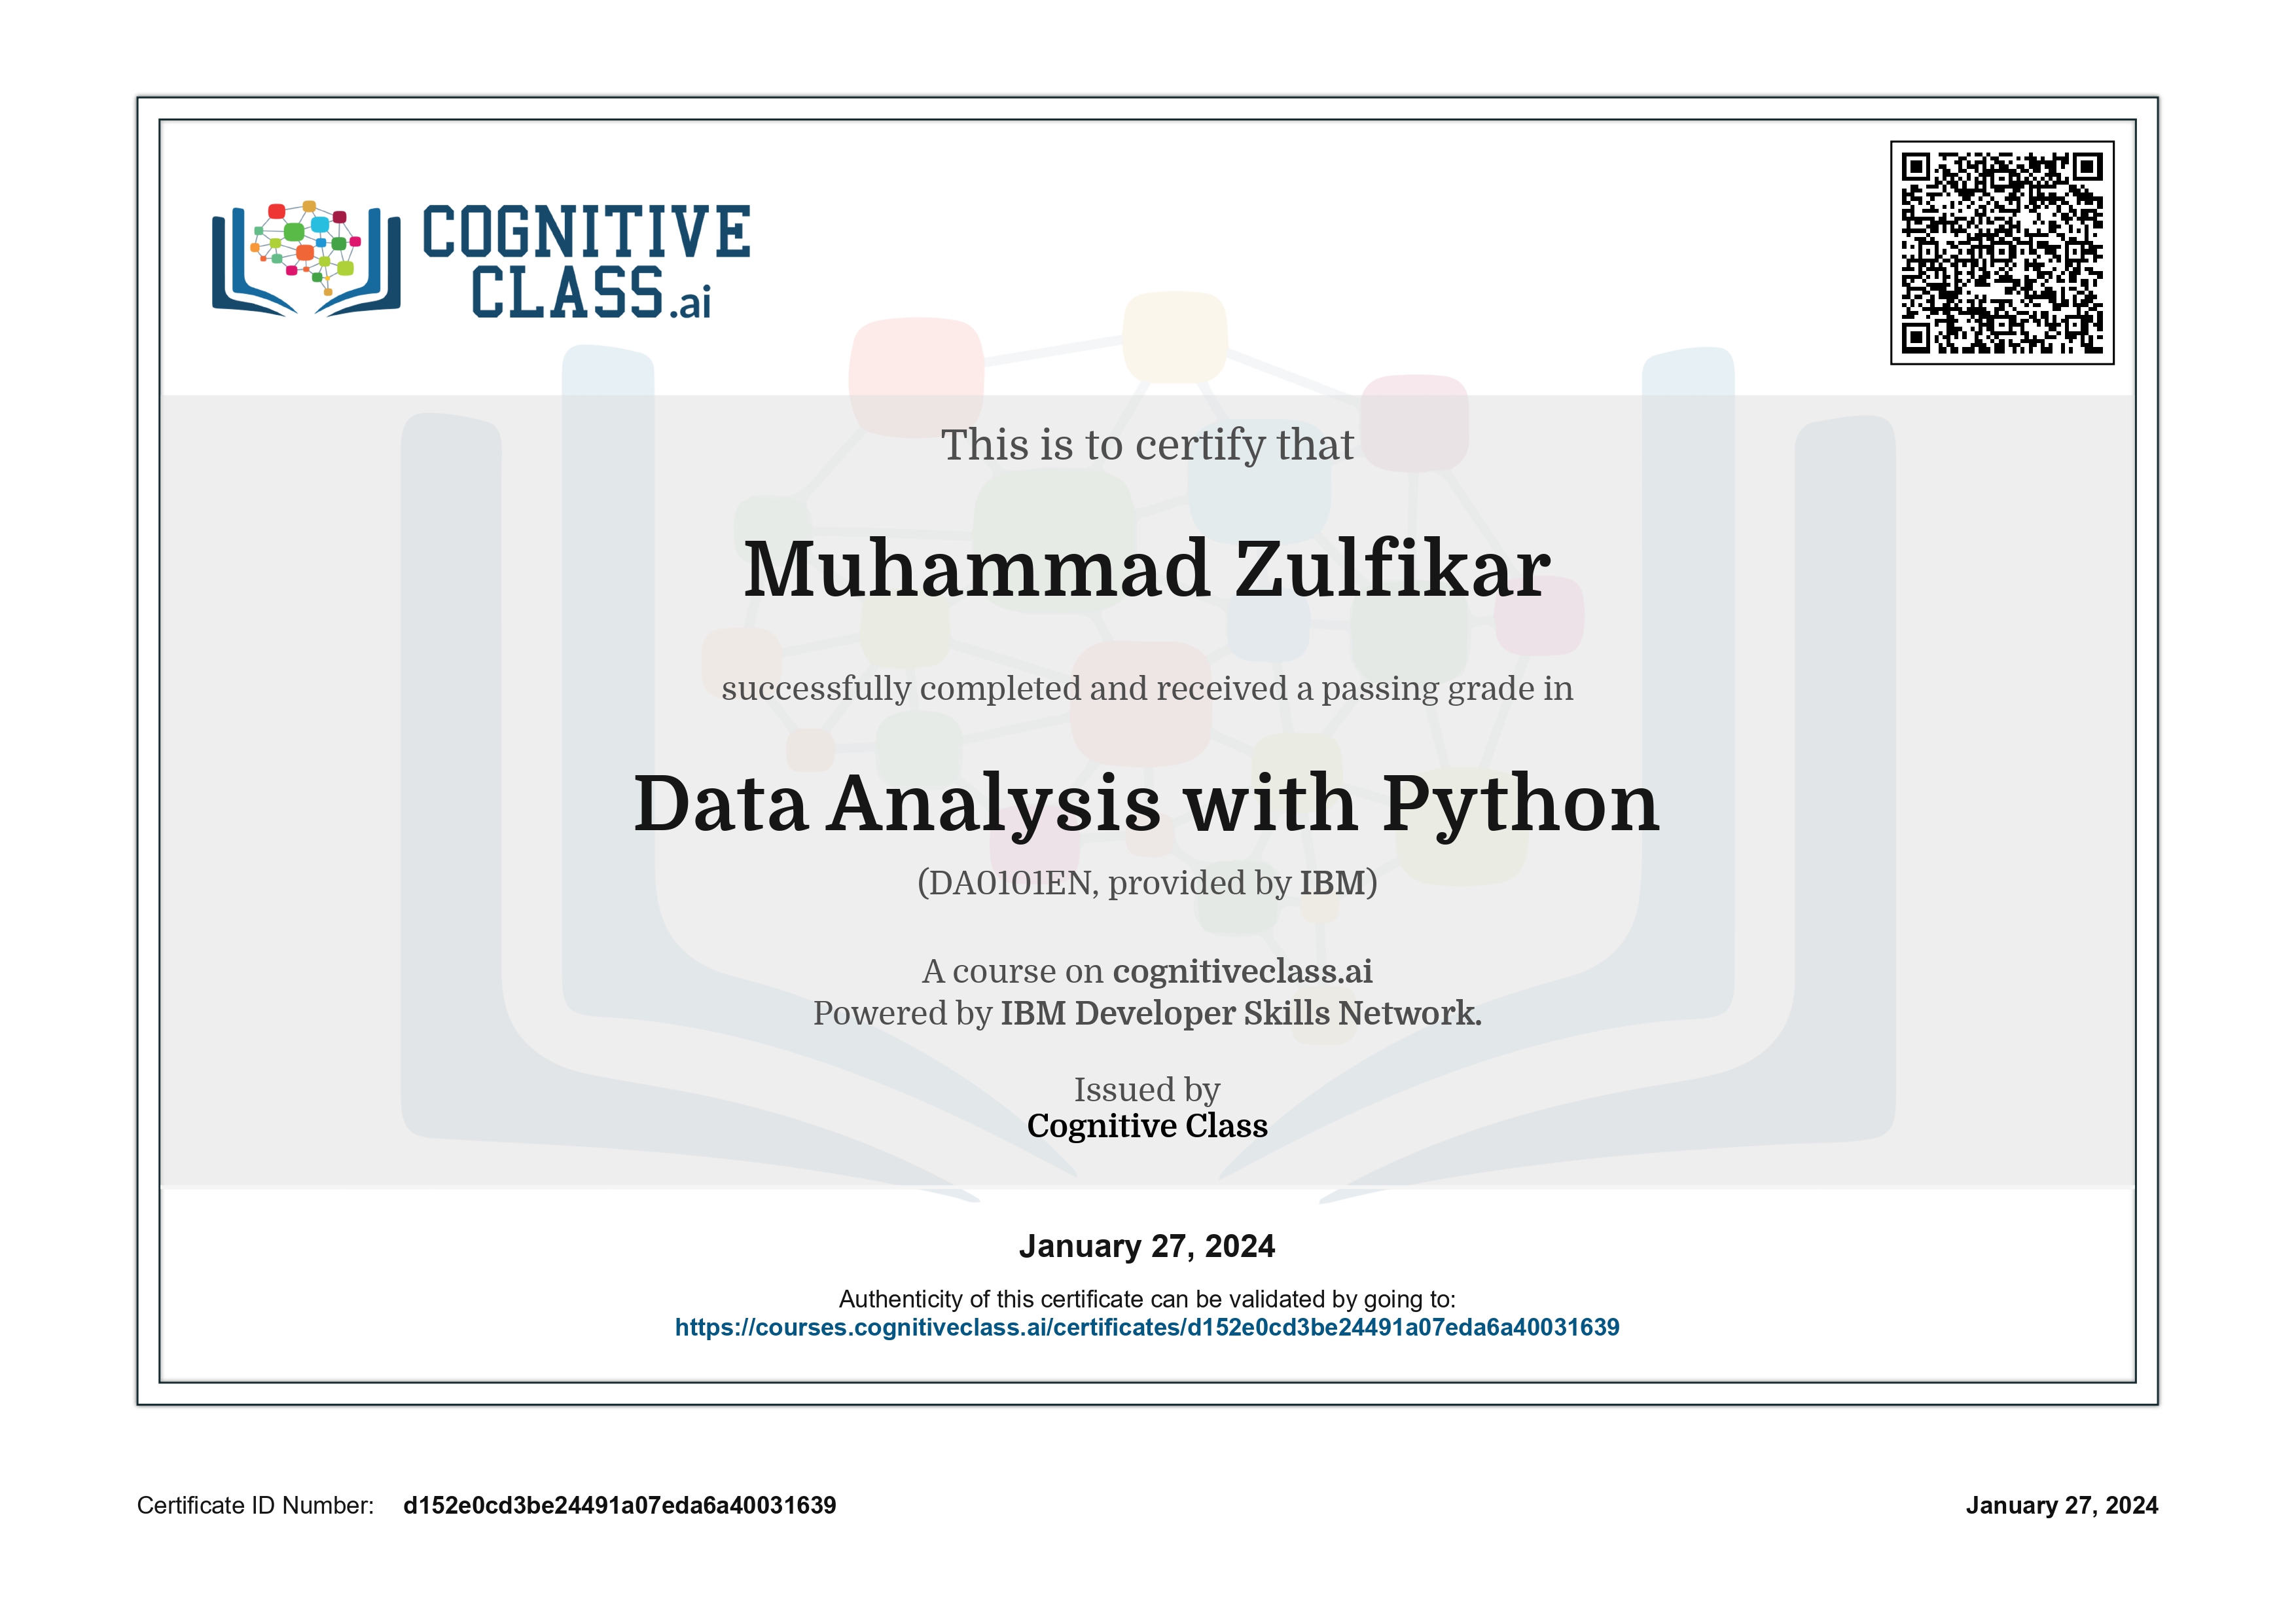 COGNITIVE
CLASS.ai
This is to certify that
Muhammad Zulfikar
successfully completed and received a passing grade in
Data Analysis with Python
(DA0101EN, provided by IBM)
A course on cognitiveclass.ai
Powered by IBM Developer Skills Network.
Issued by
Cognitive Class
January 27, 2024
Authenticity of this certificate can be validated by going to:
https://courses.cognitiveclass.ai/certificates/d152e0cd3be24491a07eda6a40031639
Certificate ID Number: d152e0cd3be24491a07eda6a40031639
January 27, 2024